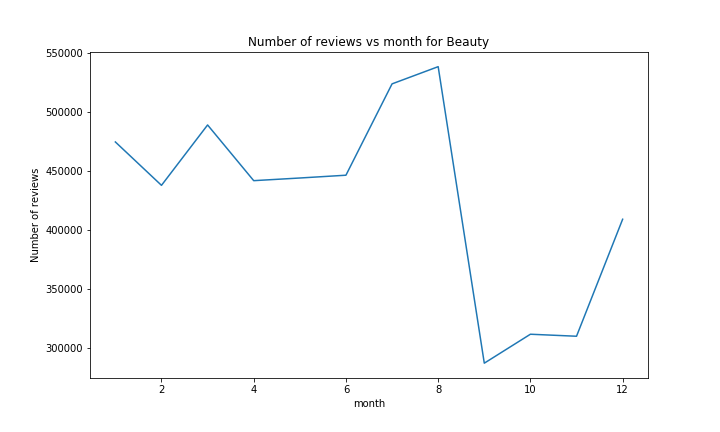 Number of reviews vs month for Beauty
550000
500000
450000
400000
350000
300000
Number of reviews
2 4 6 8 10 12
month